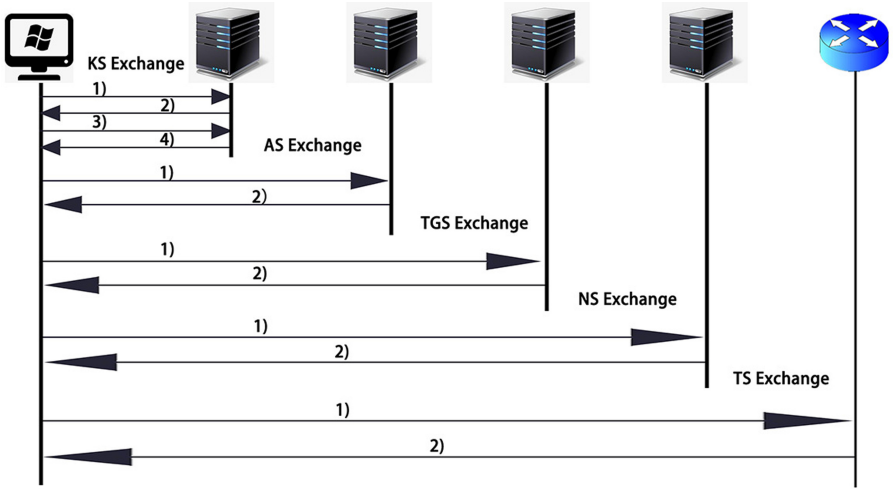 KS Exchange
1)
2)
3)
4)
AS Exchange
1)
2)
TGS Exchange
1)
2)
NS Exchange
1)
2)
TS Exchange
1)
2)